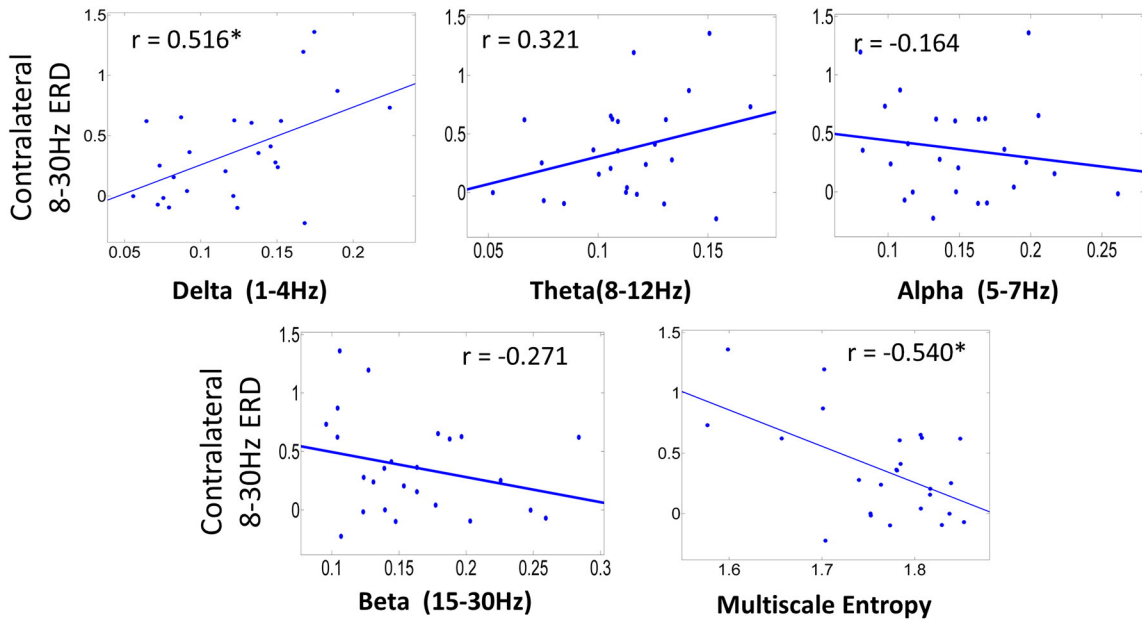 Contralateral
8-30Hz ERD
1.5
1
0.5
0
r = 0.516*
0.05 0.1 0.15 0.2
Delta (1-4Hz)
1.5
1
0.5
0
r = 0.321
0.05 0.1 0.15
Theta(8-12Hz)
1.5
1
0.5
0
r = -0.164
0.1 0.15 0.2 0.25
Alpha (5-7Hz)
Contralateral
8-30Hz ERD
1.5
1
0.5
0
r = -0.271
0.1 0.15 0.2 0.25 0.3
Beta (15-30Hz)
1.5
1
0.5
0
r = -0.540*
1.6 1.7 1.8
Multiscale Entropy